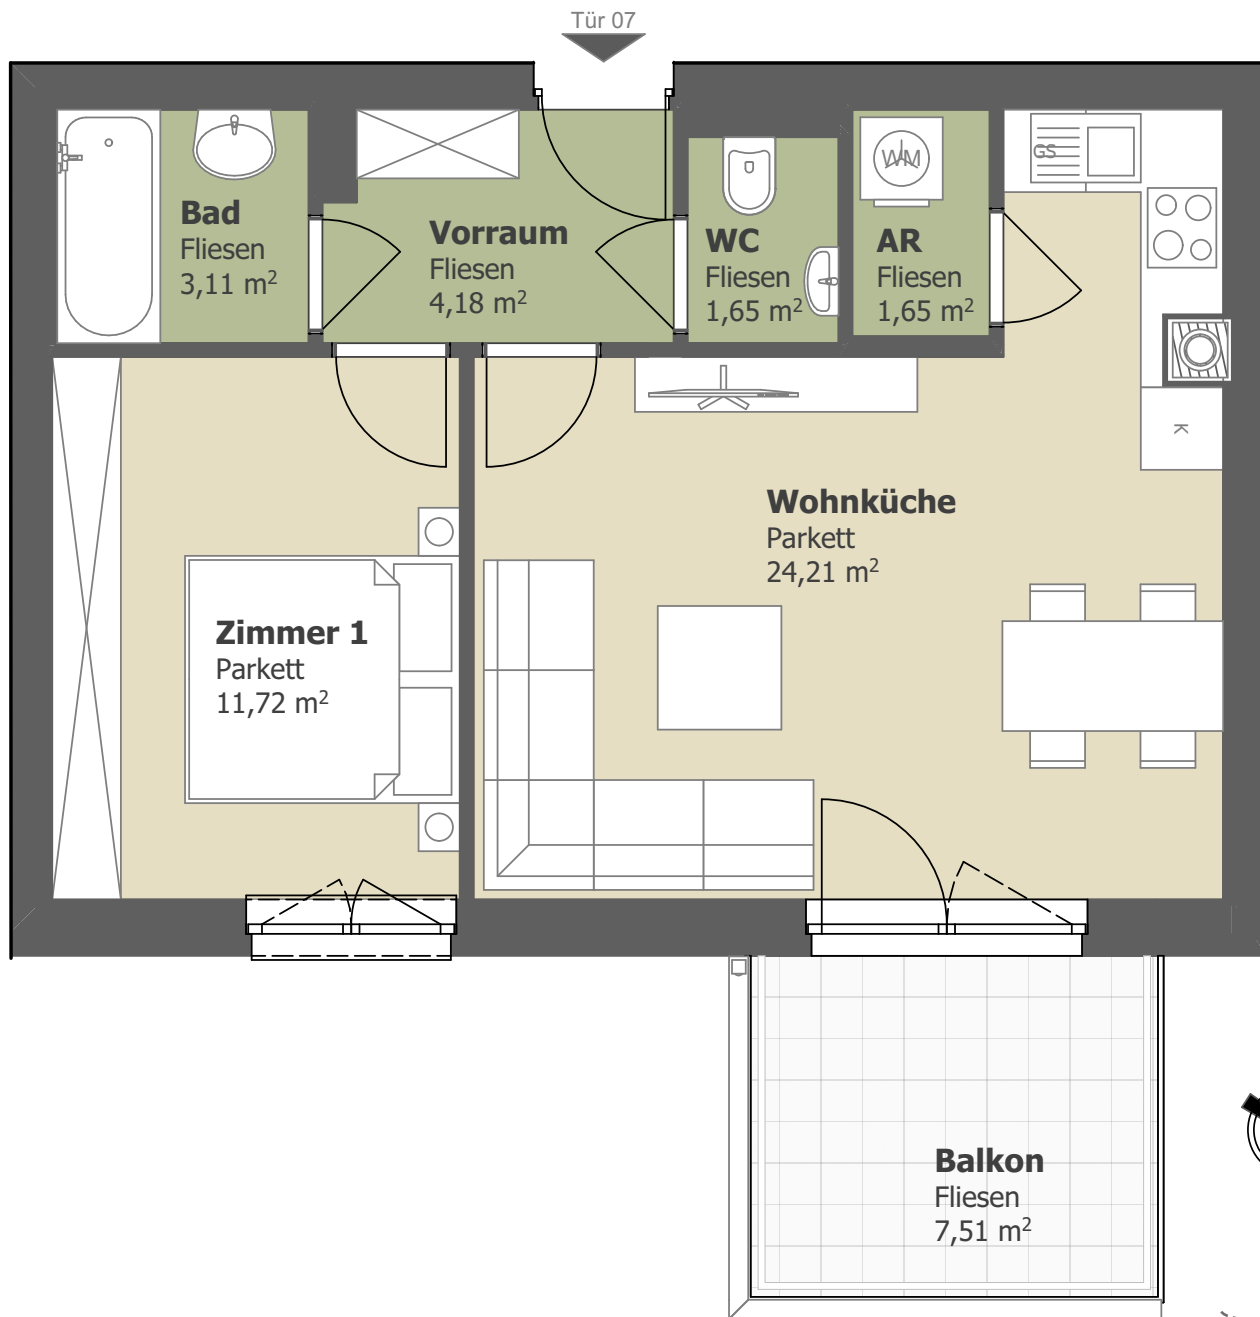 Tür 07
Bad
Fliesen
3,11 m²
Vorraum
Fliesen
4,18 m²
WC
Fliesen
1,65 m²
AR
Fliesen
1,65 m²
WM
GS
K
Wohnküche
Parkett
24,21 m²
Zimmer 1
Parkett
11,72 m²
Balkon
Fliesen
7,51 m²